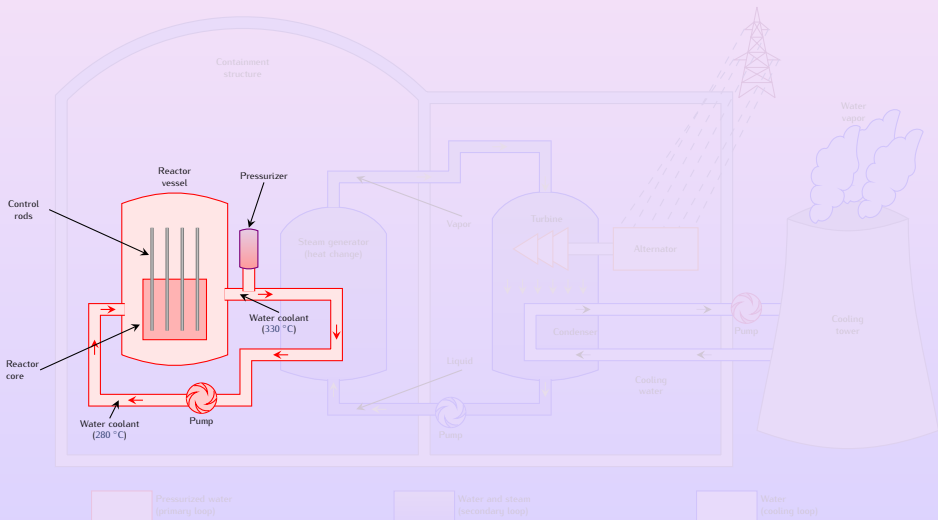 Containment
structure
Water
vapor
Reactor
vessel
Pressurizer
Control
rods
Vapor
Turbine
Steam generator
(heat change)
Alternator
Water coolant
(330 °C)
Condenser
Pump
Cooling
tower
Reactor
core
Liquid
Cooling
water
Water coolant
(280 °C)
Pump
Pump
Pressurized water
(primary loop)
Water and steam
(secondary loop)
Water
(cooling loop)